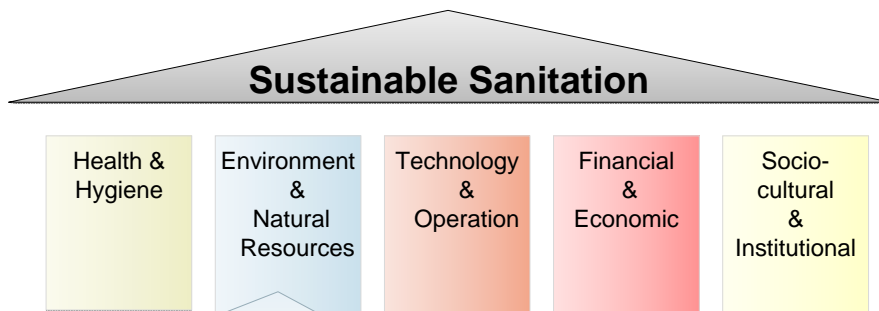 Sustainable Sanitation
Health &
Hygiene
Environment
&
Natural
Resources
Technology
&
Operation
Financial
&
Economic
Socio-
cultural
&
Institutional